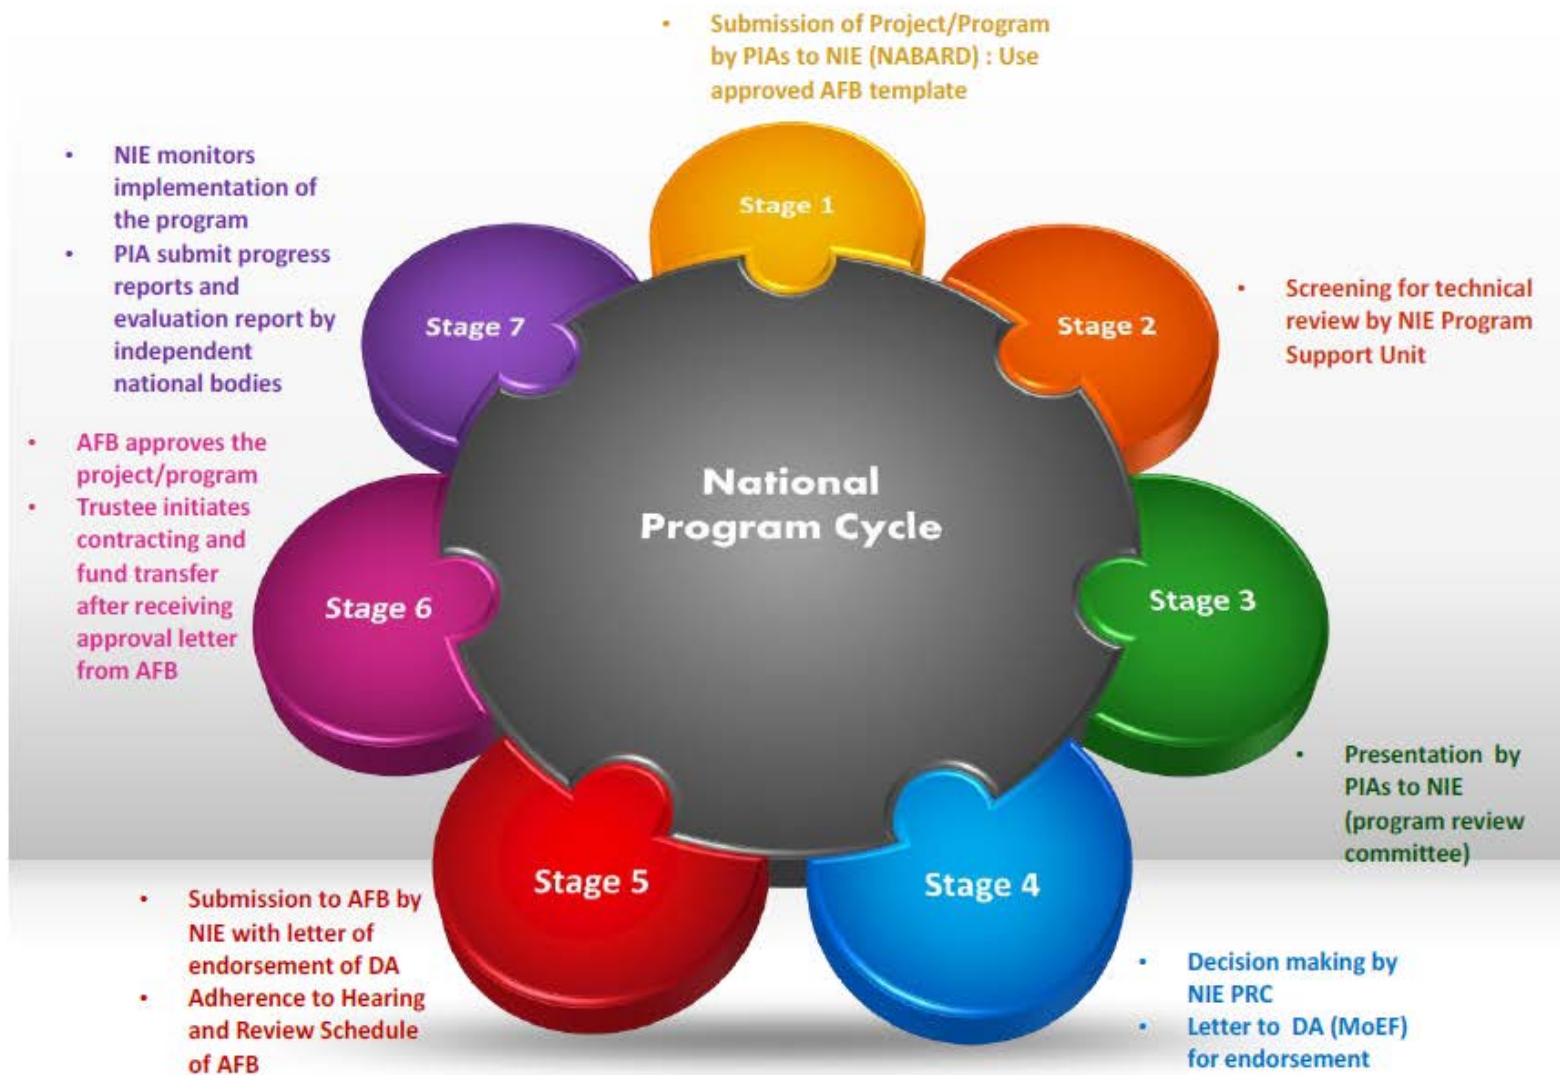 • Submission of Project/Program
by PIAs to NIE (NABARD) : Use
approved AFB template
Stage 1
Stage 2
• Screening for technical
review by NIE Program
Support Unit
Stage 3
• Presentation by
PIAs to NIE
(program review
committee)
Stage 4
• Decision making by
NIE PRC
• Letter to DA (MoEF)
for endorsement
Stage 5
• Submission to AFB by
NIE with letter of
endorsement of DA
• Adherence to Hearing
and Review Schedule
of AFB
Stage 6
• AFB approves the
project/program
• Trustee initiates
contracting and
fund transfer
after receiving
approval letter
from AFB
Stage 7
• NIE monitors
implementation of
the program
• PIA submit progress
reports and
evaluation report by
independent
national bodies
National
Program Cycle